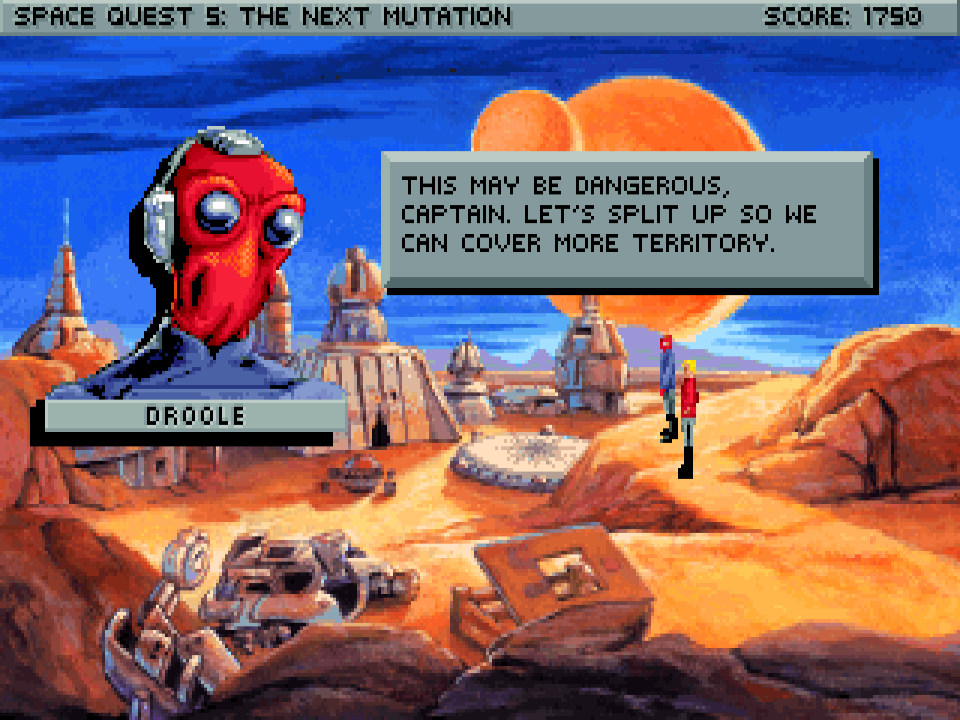 SPACE QUEST 5: THE NEXT MUTATION SCORE: 1750
THIS MAY BE DANGEROUS,
CAPTAIN. LET'S SPLIT UP SO WE
CAN COVER MORE TERRITORY.
DROOLE